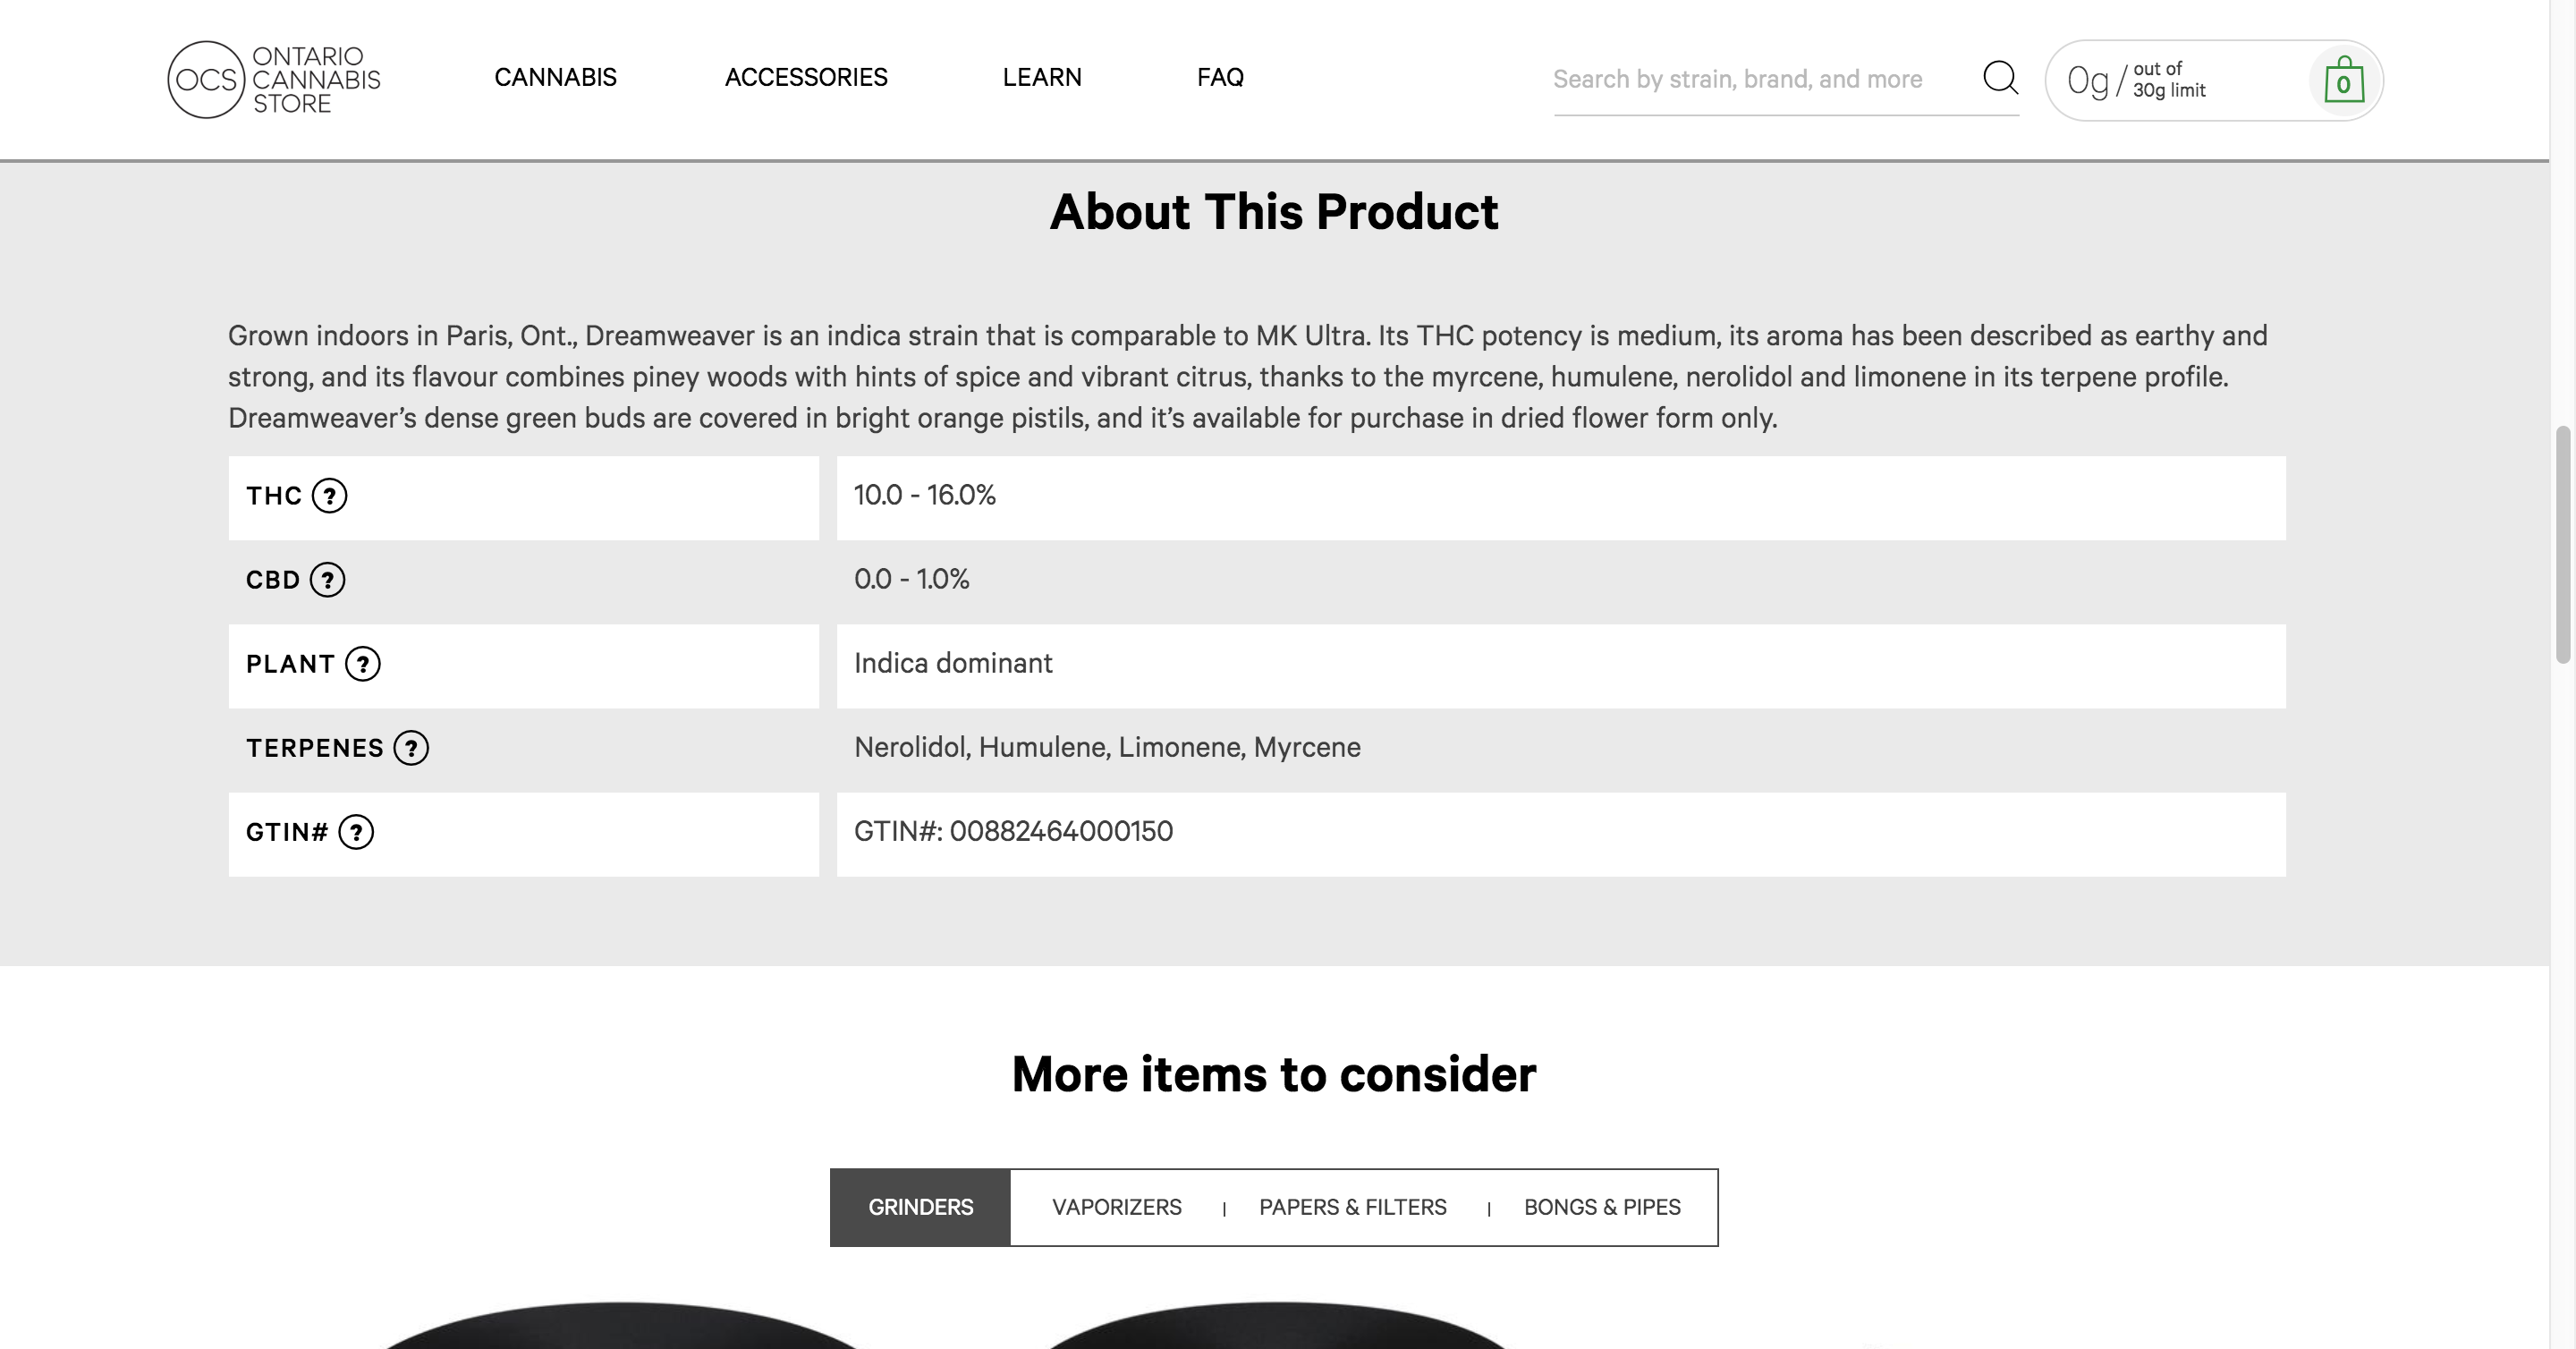 OCS
ONTARIO
CANNABIS
STORE
CANNABIS
ACCESSORIES
LEARN
FAQ
Search by strain, brand, and more
0g / out of
30g limit
0
About This Product
Grown indoors in Paris, Ont., Dreamweaver is an indica strain that is comparable to MK Ultra. Its THC potency is medium, its aroma has been described as earthy and
strong, and its flavour combines piney woods with hints of spice and vibrant citrus, thanks to the myrcene, humulene, nerolidol and limonene in its terpene profile.
Dreamweaver’s dense green buds are covered in bright orange pistils, and it’s available for purchase in dried flower form only.
THC ? 10.0 - 16.0%
CBD ? 0.0 - 1.0%
PLANT ? Indica dominant
TERPENES ? Nerolidol, Humulene, Limonene, Myrcene
GTIN# ? GTIN#: 00882464000150
More items to consider
GRINDERS VAPORIZERS | PAPERS & FILTERS | BONGS & PIPES